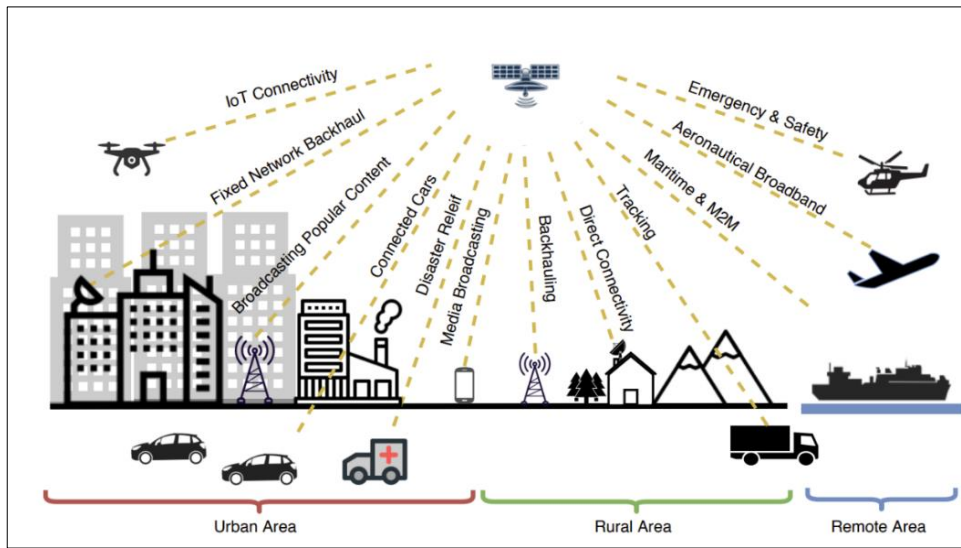 IoT Connectivity
Fixed Network Backhaul
Broadcasting Popular Content
Connected Cars
Disaster Releif
Media Broadcasting
Backhauling
Direct Connectivity
Tracking
Maritime & M2M
Aeronautical Broadband
Emergency & Safety
Urban Area
Rural Area
Remote Area